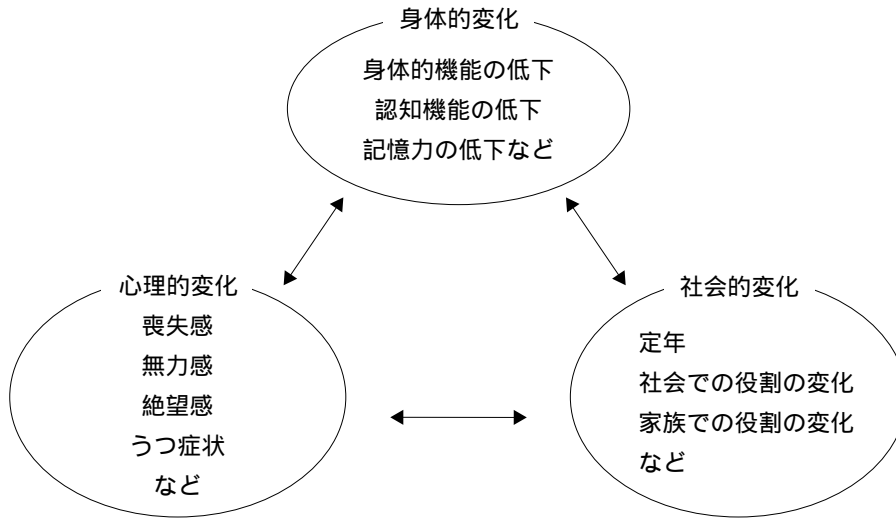 身体的変化
身体的機能の低下
認知機能の低下
記憶力の低下など
心理的変化
喪失感
無力感
絶望感
うつ症状
など
社会的変化
定年
社会での役割の変化
家族での役割の変化
など